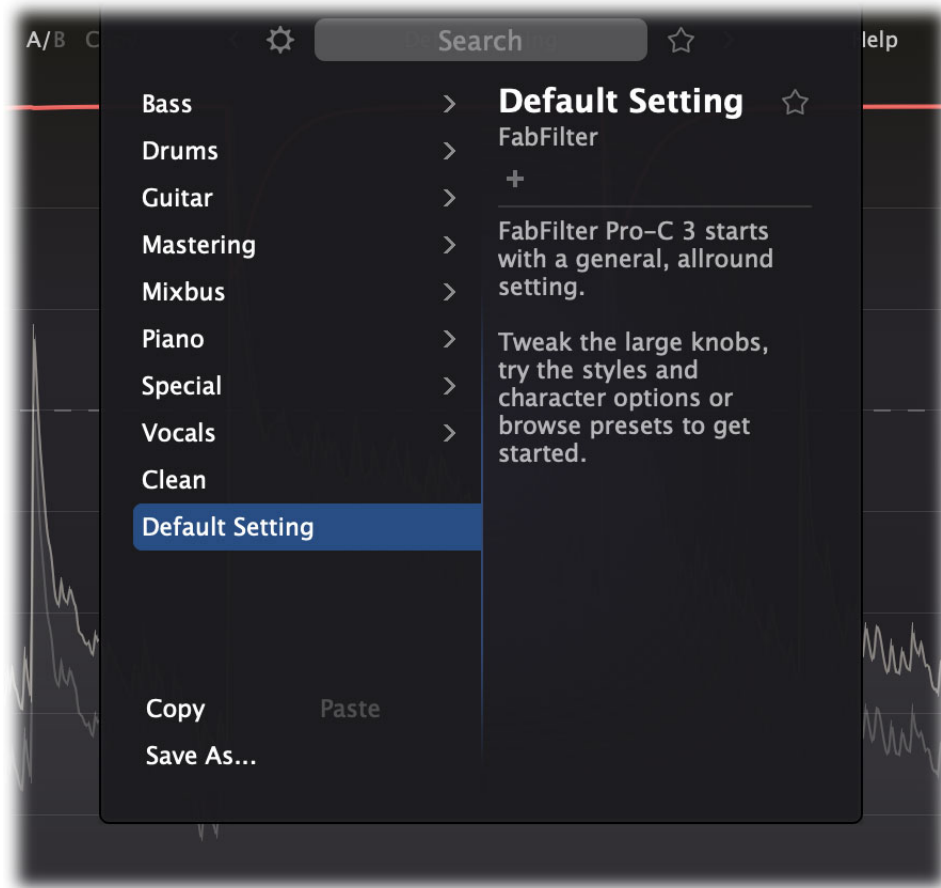 A/B
Search
Help
Bass
Drums
Guitar
Mastering
Mixbus
Piano
Special
Vocals
Clean
Default Setting
Copy
Paste
Save As...
Default Setting
FabFilter
+
FabFilter Pro-C 3 starts
with a general, allround
setting.
Tweak the large knobs,
try the styles and
character options or
browse presets to get
started.